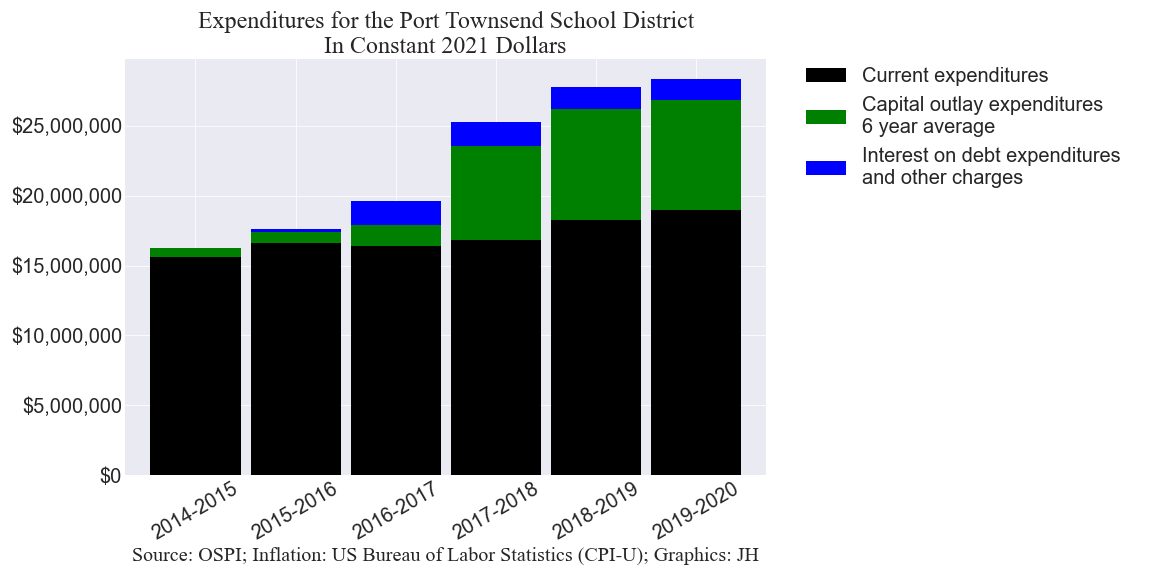 Expenditures for the Port Townsend School District
In Constant 2021 Dollars
Current expenditures
Capital outlay expenditures
6 year average
Interest on debt expenditures
and other charges
$25,000,000
$20,000,000
$15,000,000
$10,000,000
$5,000,000
$0
2014-2015
2015-2016
2016-2017
2017-2018
2018-2019
2019-2020
Source: OSPI; Inflation: US Bureau of Labor Statistics (CPI-U); Graphics: JH